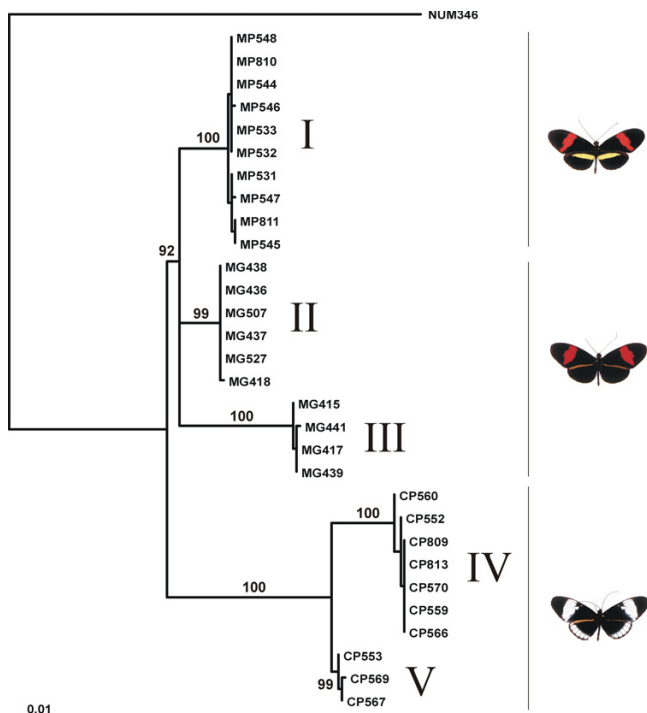 NUM346
MP548
MP810
MP544
MP546
100
MP533
I
MP532
MP531
MP547
MP811
MP545
92
MG438
MG436
99
MG507
II
MG437
MG527
MG418
MG415
100
MG441
III
MG417
MG439
CP560
100
CP552
CP809
CP813
IV
100
CP570
CP559
CP566
CP553
99
CP569
V
CP567
0.01